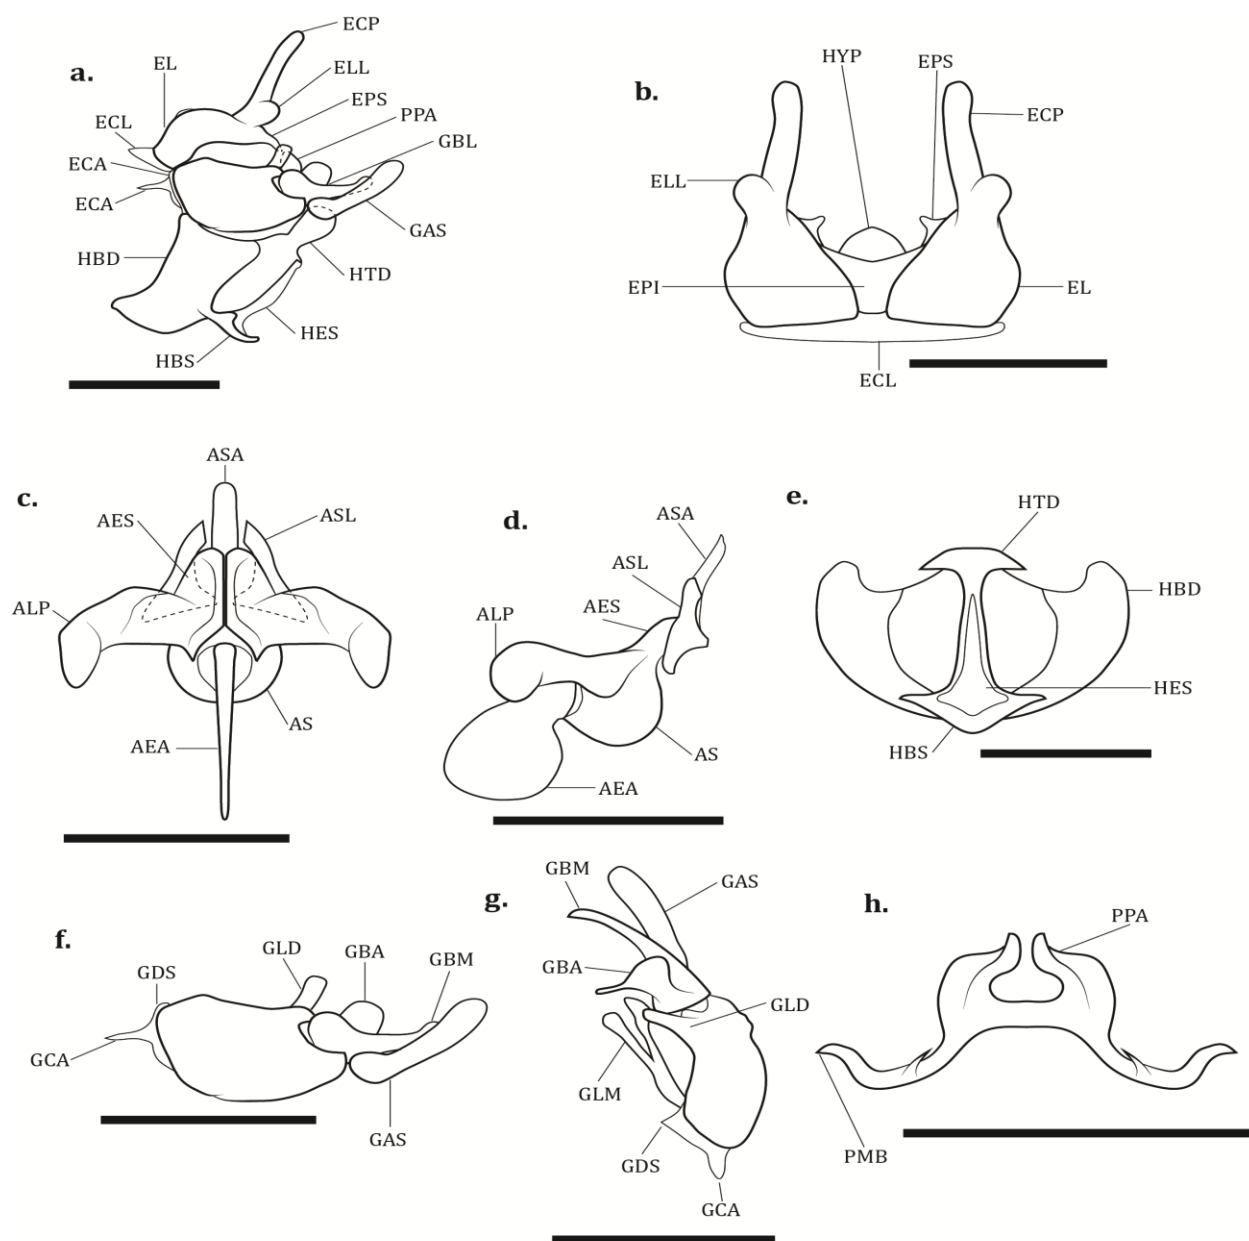 a.
ECP
EL
ELL
EPS
PPA
ECL
GBL
ECA
ECA
GAS
HBD
HTD
HES
HBS
b.
HYP
EPS
ECP
ELL
EPI
EL
ECL
c.
ASA
AES
ASL
ALP
AS
AEA
d.
ASA
ASL
AES
ALP
AS
AEA
e.
HTD
HBD
HES
HBS
f.
GLD
GBA
GBM
GDS
GCA
GAS
g.
GBM
GAS
GBA
GLD
GLM
GDS
GCA
h.
PPA
PMB